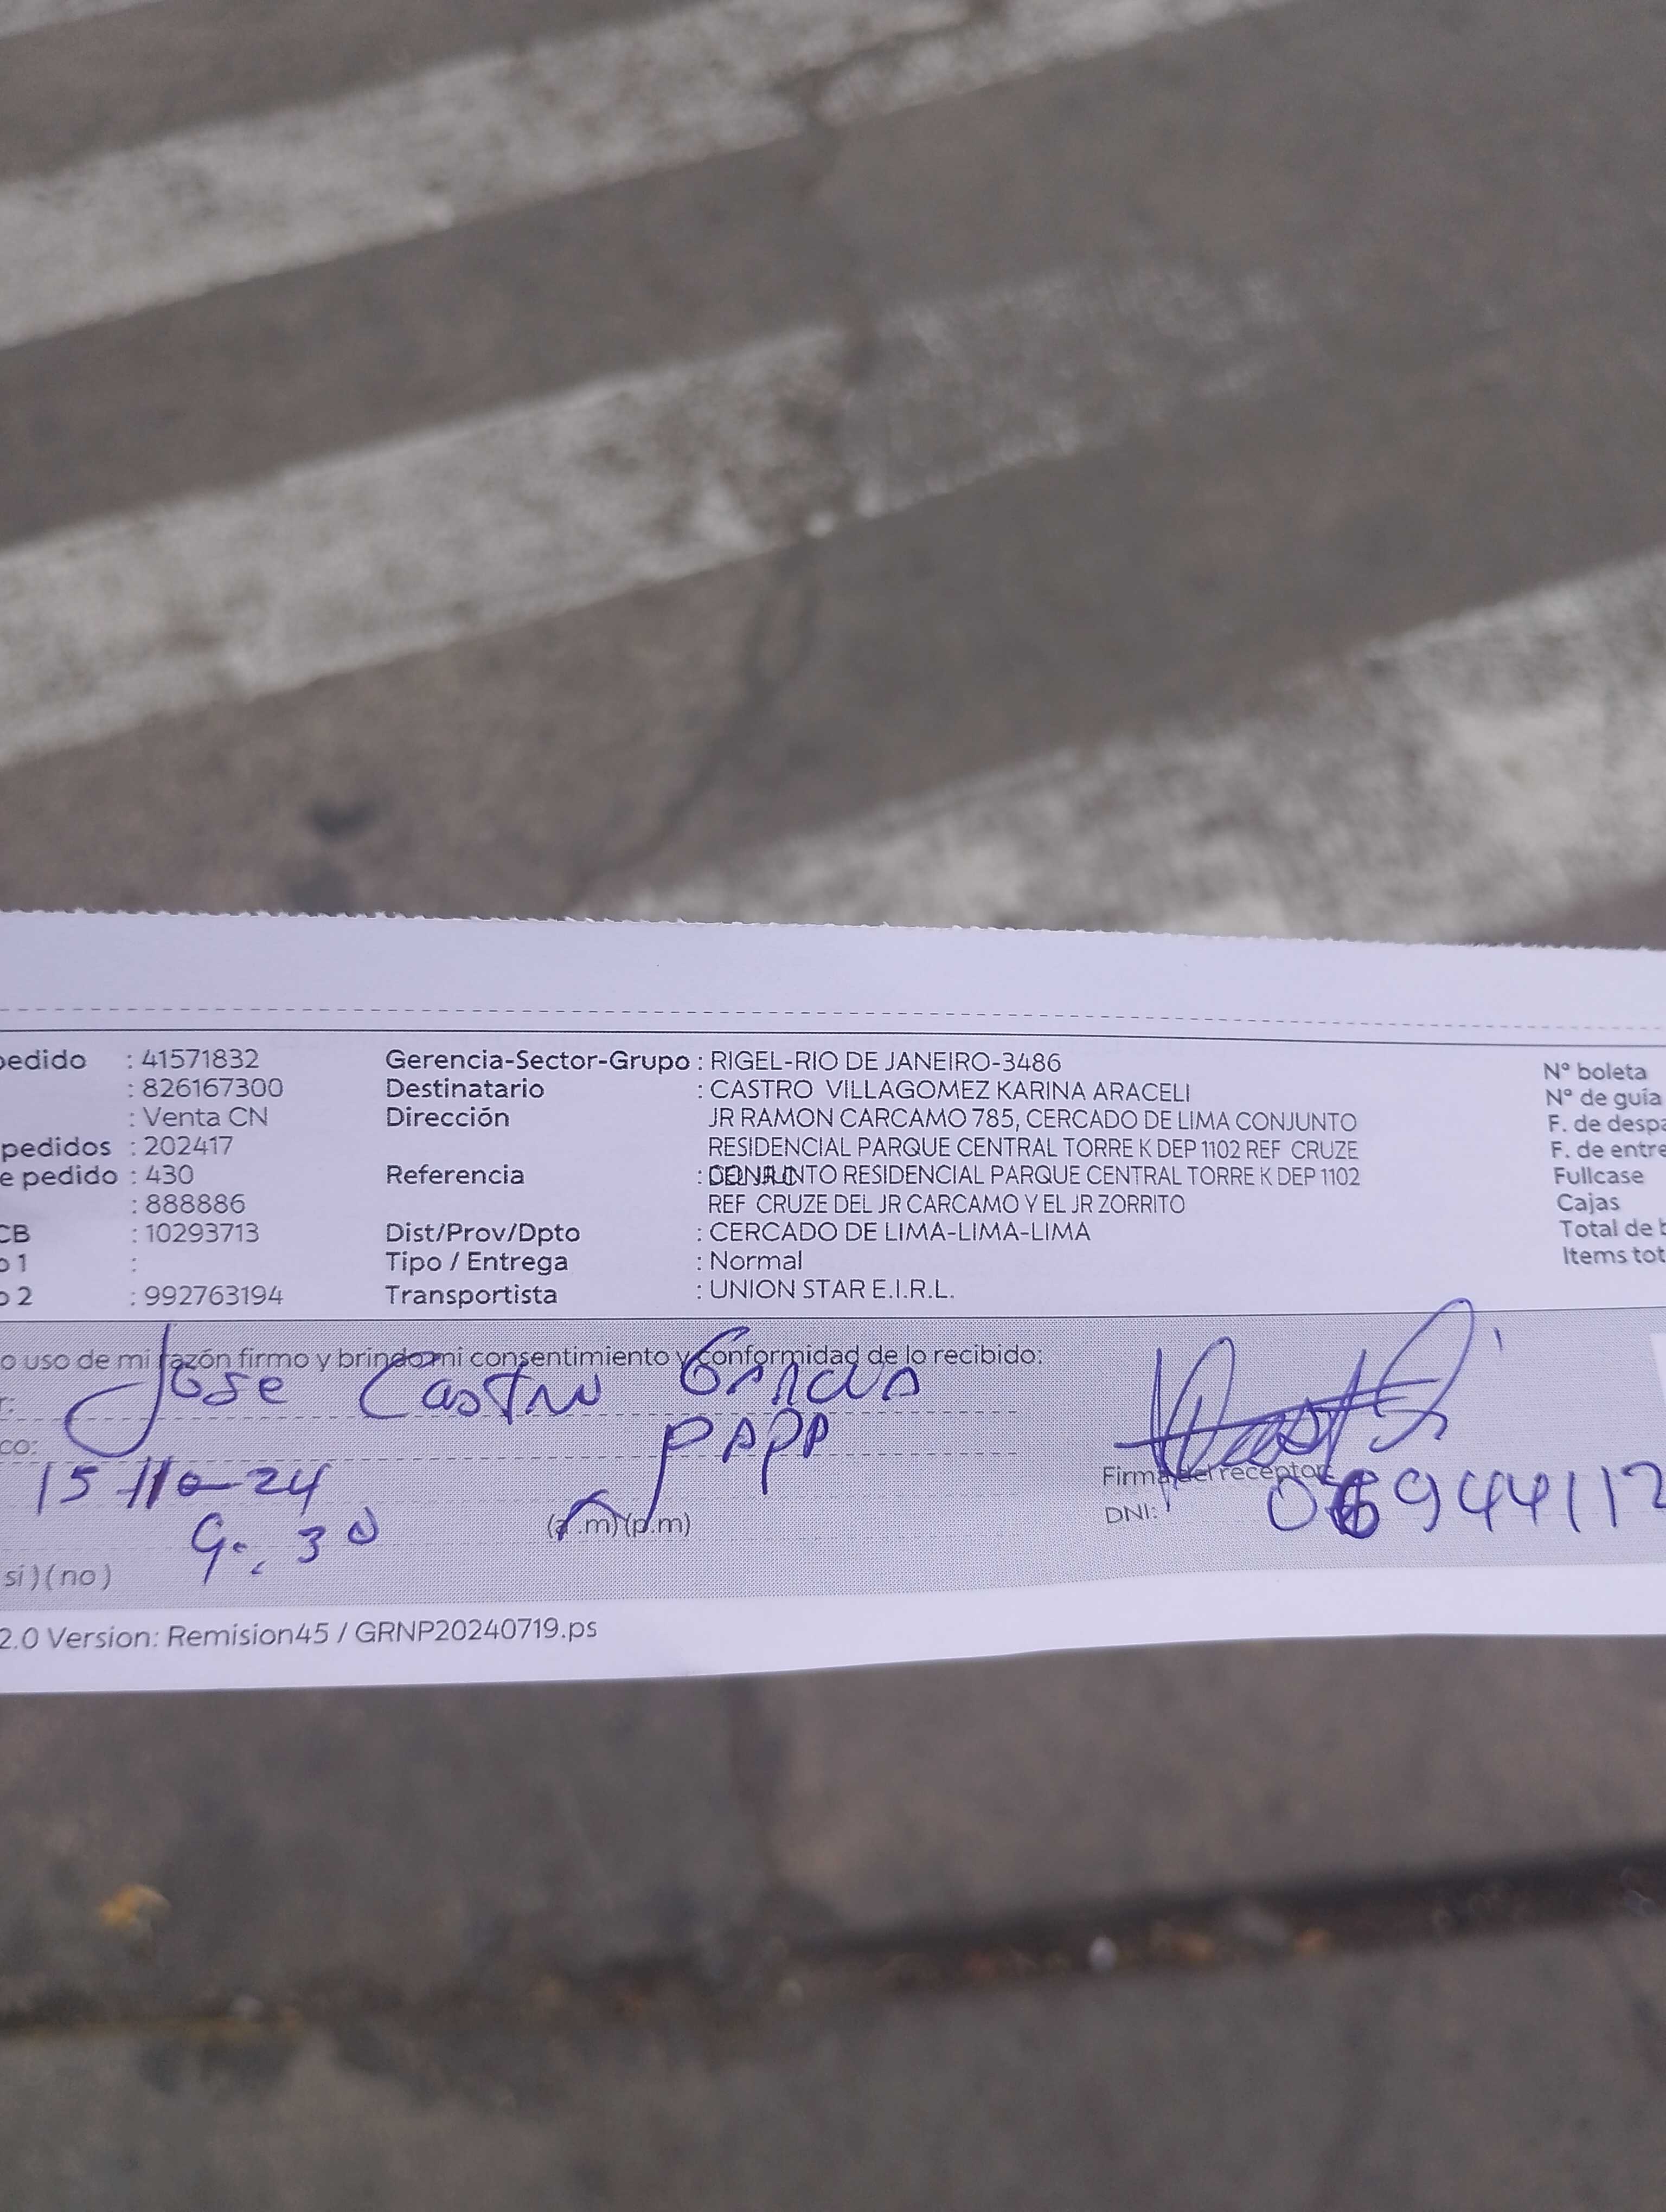 pedido : 41571832 Gerencia-Sector-Grupo : RIGEL-RIO DE JANEIRO-3486 Nº boleta
: 826167300 Destinatario : CASTRO VILLAGOMEZ KARINA ARACELI Nº de guía
: Venta CN Dirección JR RAMON CARCAMO 785, CERCADO DE LIMA CONJUNTO F. de despa
pedidos : 202417 RESIDENCIAL PARQUE CENTRAL TORRE K DEP 1102 REF CRUZE F. de entre
e pedido : 430 Referencia : CONJUNTO RESIDENCIAL PARQUE CENTRAL TORRE K DEP 1102 Fullcase
: 888886 REF CRUZE DEL JR CARCAMO Y EL JR ZORRITO Cajas
CB : 10293713 Dist/Prov/Dpto : CERCADO DE LIMA-LIMA-LIMA Total de b
o 1 : Tipo / Entrega : Normal Items tot
o 2 : 992763194 Transportista : UNION STAR E.I.R.L.
o uso de mi razón firmo y brindo mi consentimiento y conformidad de lo recibido:
r: Jose Castro Garcia
co: PAPA
15 24 Firma del receptor
9:30 (a.m)(p.m) DNI: 06944112
si)(no)
2.0 Version: Remision45 / GRNP20240719.ps